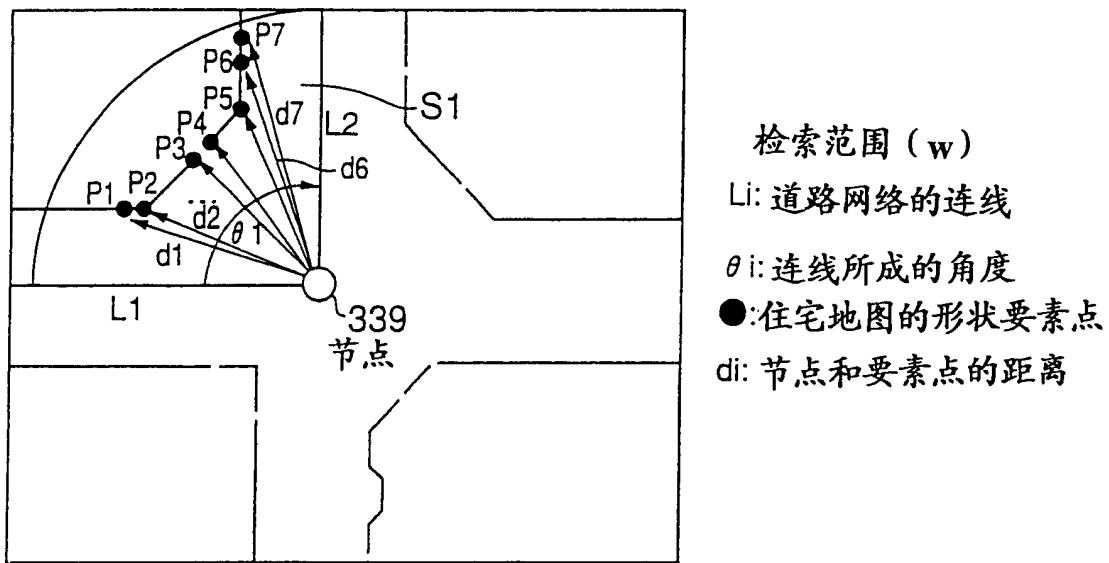 P7
P6
P5
S1
d7
P4
L2
P3
d6
P1 P2
d2
θ1
d1
L1
339
节点
检索范围（w）
Li: 道路网络的连线
θi: 连线所成的角度
●:住宅地图的形状要素点
di: 节点和要素点的距离